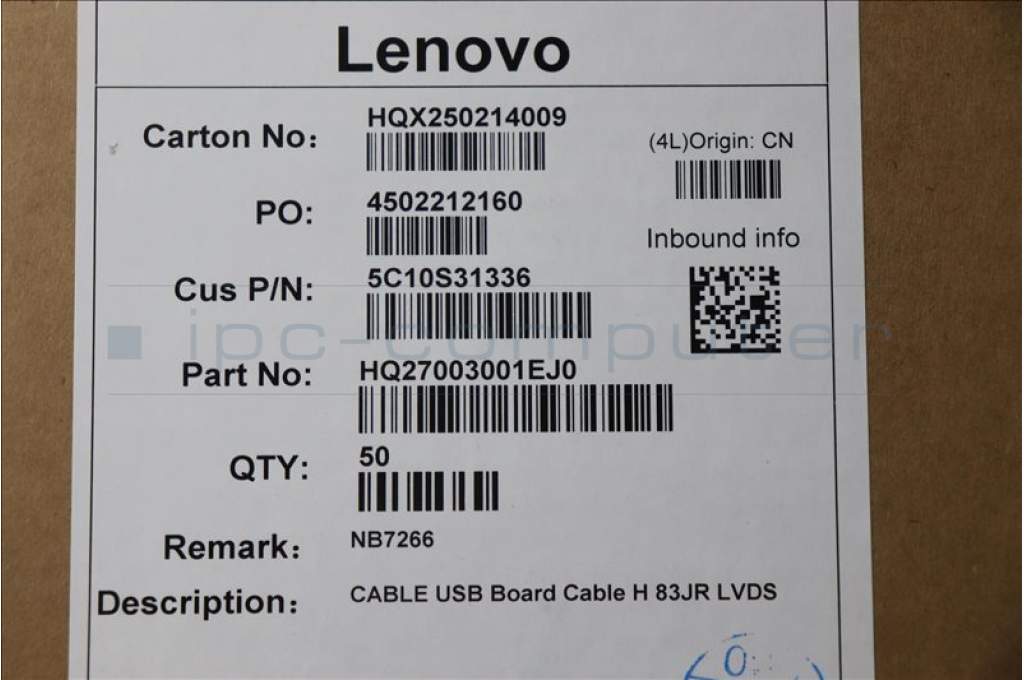 Lenovo
Carton No: HQX250214009
(4L)Origin: CN
PO: 4502212160
Inbound info
Cus P/N: 5C10S31336
ipc-computer
Part No: HQ27003001EJ0
QTY: 50
Remark: NB7266
Description: CABLE USB Board Cable H 83JR LVDS